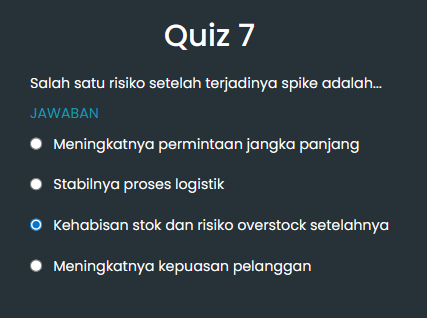 Quiz 7
Salah satu risiko setelah terjadinya spike adalah...
JAWABAN
Meningkatnya permintaan jangka panjang
Stabilnya proses logistik
Kehabisan stok dan risiko overstock setelahnya
Meningkatnya kepuasan pelanggan